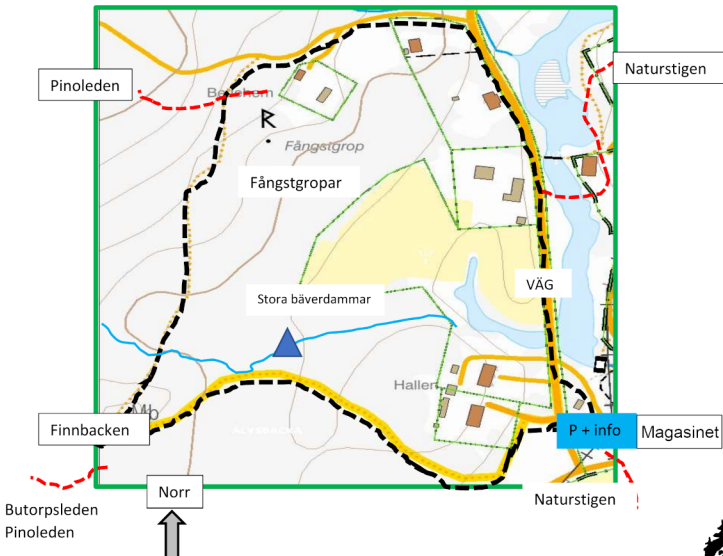 Naturstigen
Pinoleden
Fångstgrop
Fångstgropar
VÄG
Stora bäverdammar
Hallen
Finnbacken
P + info
Magasinet
Norr
Naturstigen
Butorpsleden
Pinoleden